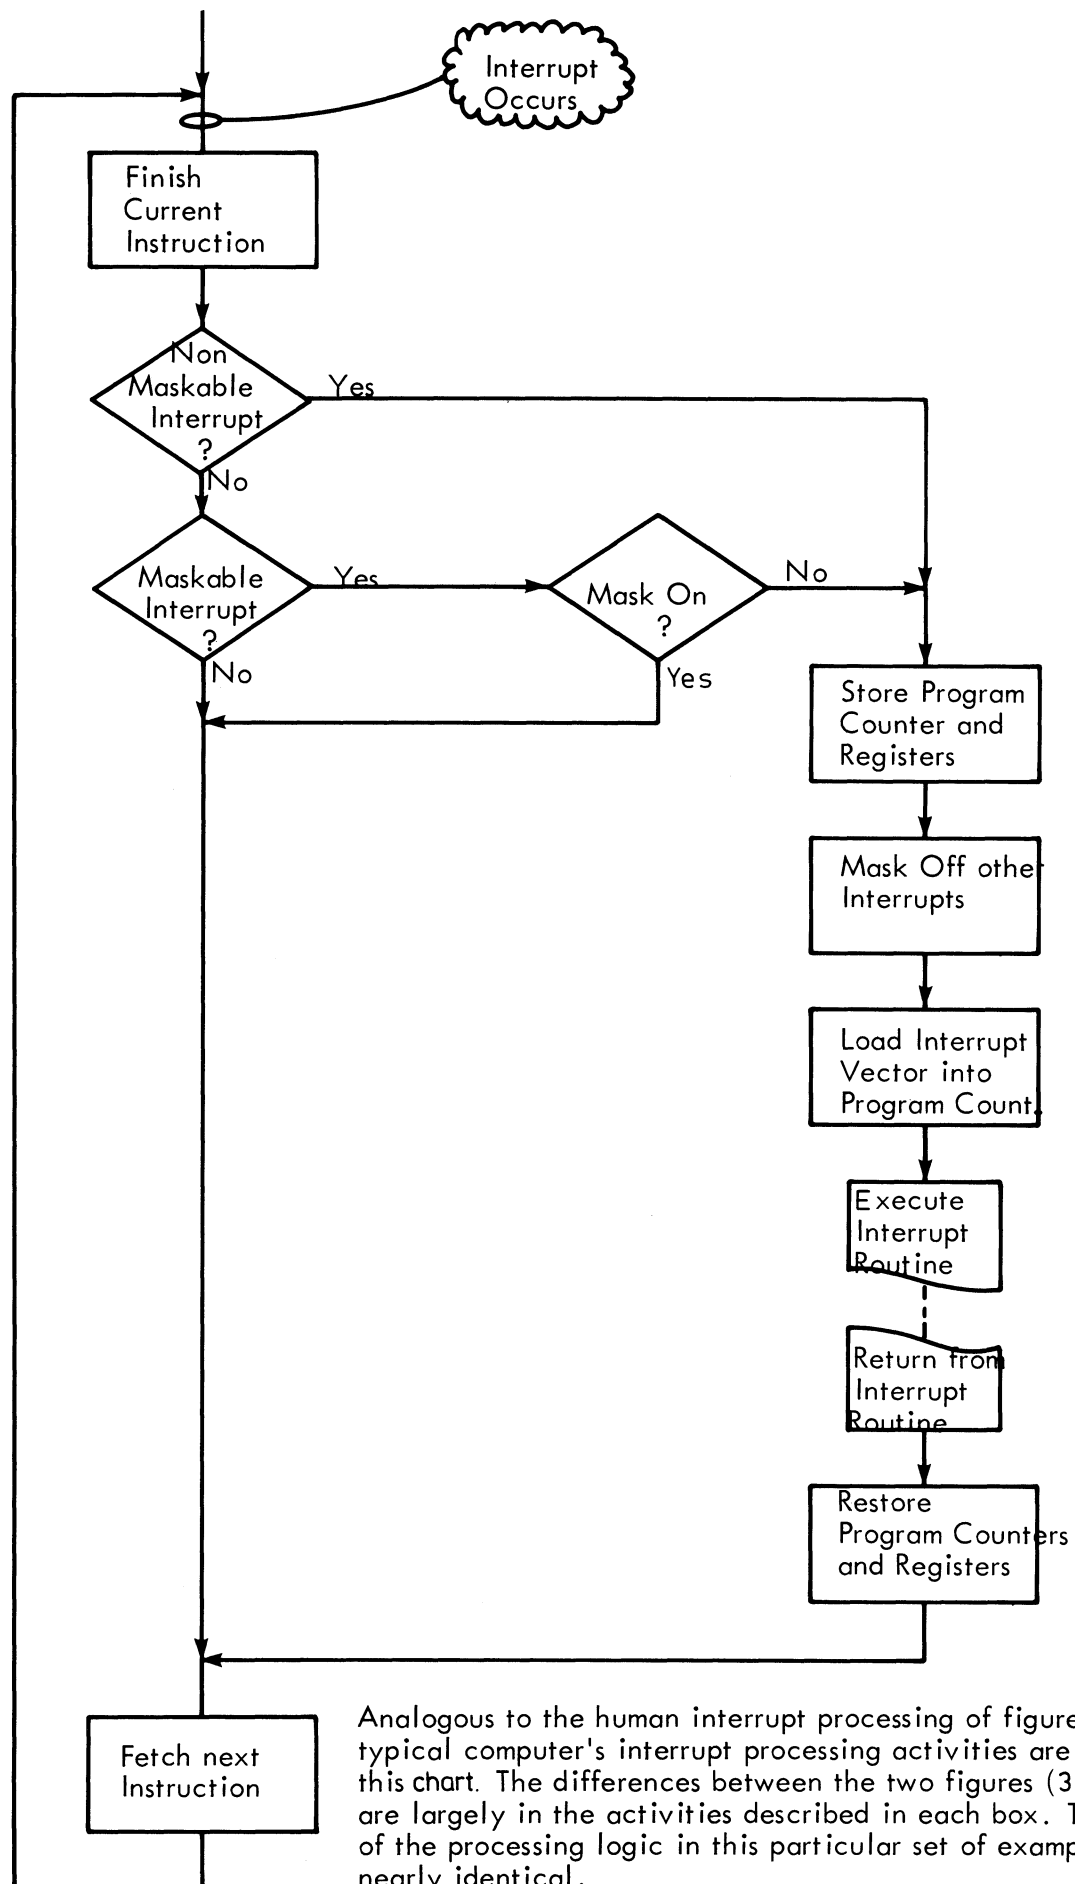 Interrupt
Occurs
Finish
Current
Instruction
Non
Maskable
Interrupt
?
Yes
No
Maskable
Interrupt
?
Yes
No
Mask On
?
No
Yes
Store Program
Counter and
Registers
Mask Off other
Interrupts
Load Interrupt
Vector into
Program Count.
Execute
Interrupt
Routine
Return from
Interrupt
Routine
Restore
Program Counters
and Registers
Fetch next
Instruction
Analogous to the human interrupt processing of figure
typical computer's interrupt processing activities are
this chart. The differences between the two figures (3
are largely in the activities described in each box. T
of the processing logic in this particular set of examp
nearly identical.